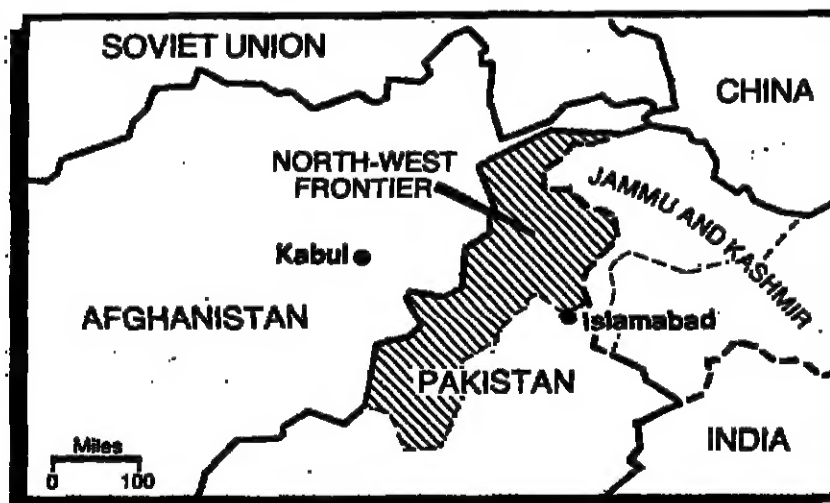 SOVIET UNION
CHINA
NORTH-WEST
FRONTIER
JAMMU AND KASHMIR
Kabul
AFGHANISTAN
Islamabad
PAKISTAN
INDIA
Miles
0 100